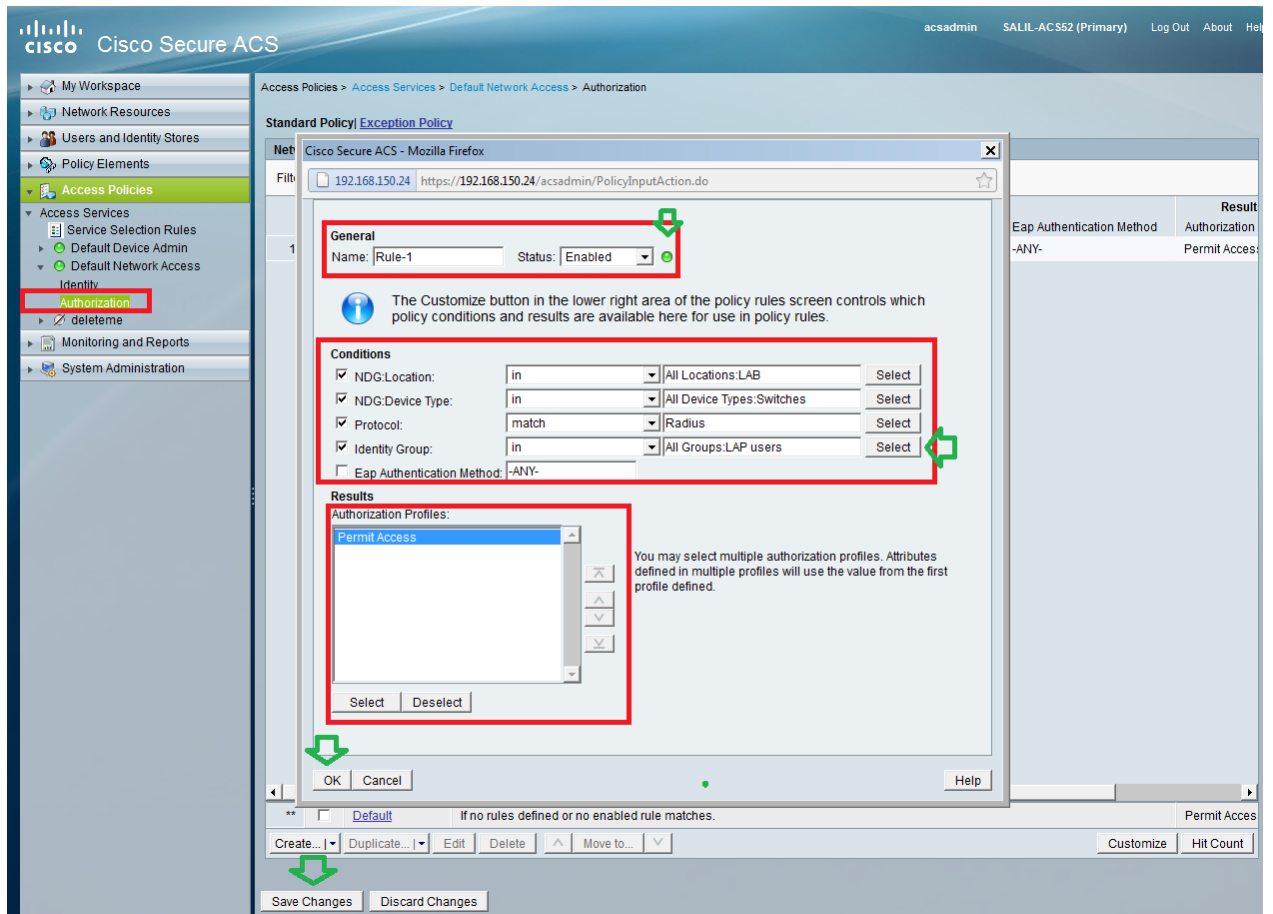 cisco Cisco Secure ACS
acsadmin SALIL-ACS52 (Primary) Log Out About Hel
My Workspace
Network Resources
Users and Identity Stores
Policy Elements
Access Policies
Access Services
Service Selection Rules
Default Device Admin
Default Network Access
Identity
Authorization
deleteme
Monitoring and Reports
System Administration
Access Policies > Access Services > Default Network Access > Authorization
Standard Policy| Exception Policy
Net
Filt
Result
Eap Authentication Method Authorization
1 -ANY- Permit Access
Cisco Secure ACS - Mozilla Firefox
192.168.150.24 https://192.168.150.24/acsadmin/PolicyInputAction.do
General
Name: Rule-1 Status: Enabled
The Customize button in the lower right area of the policy rules screen controls which
policy conditions and results are available here for use in policy rules.
Conditions
NDG:Location: in All Locations:LAB Select
NDG:Device Type: in All Device Types:Switches Select
Protocol: match Radius Select
Identity Group: in All Groups:LAP users Select
Eap Authentication Method: -ANY-
Results
Authorization Profiles:
Permit Access
You may select multiple authorization profiles. Attributes
defined in multiple profiles will use the value from the first
profile defined.
Select Deselect
OK Cancel Help
** Default If no rules defined or no enabled rule matches. Permit Acces
Create... Duplicate... Edit Delete Move to... Customize Hit Count
Save Changes Discard Changes